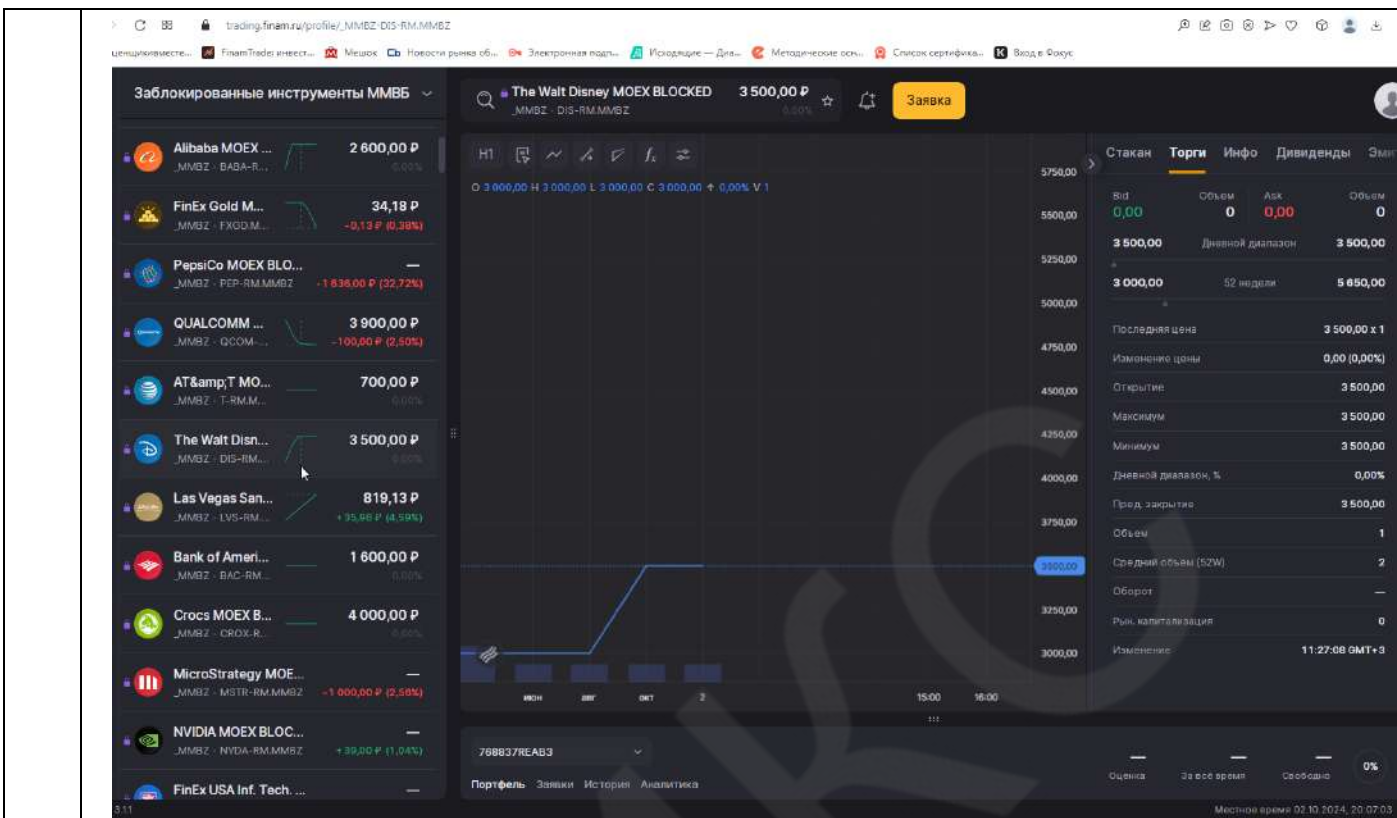 trading.finam.ru/profile/_MMBZ-DIS-RM.MMBZ
ценщикивместе... FinamTrade: инвест... Мешок Новости рынка об... Электронная подп... Исходящие — Диа... Методические осн... Список сертифика... Вход в Фокус
Заблокированные инструменты ММВБ
The Walt Disney MOEX BLOCKED 3 500,00 ₽
_MMBZ · DIS-RM.MMBZ 0,00%
Заявка
Alibaba MOEX ... 2 600,00 ₽
_MMBZ · BABA-R... 0,00%
FinEx Gold M... 34,18 ₽
_MMBZ · FXGD.M... -0,13 ₽ (0,38%)
PepsiCo MOEX BLO... —
_MMBZ · PEP-RM.MMBZ -1 636,00 ₽ (32,72%)
QUALCOMM ... 3 900,00 ₽
_MMBZ · QCOM-... -100,00 ₽ (2,50%)
AT&amp;T MO... 700,00 ₽
_MMBZ · T-RM.M... 0,00%
The Walt Disn... 3 500,00 ₽
_MMBZ · DIS-RM.... 0,00%
Las Vegas San... 819,13 ₽
_MMBZ · LVS-RM.... +35,96 ₽ (4,59%)
Bank of Ameri... 1 600,00 ₽
_MMBZ · BAC-RM... 0,00%
Crocs MOEX B... 4 000,00 ₽
_MMBZ · CROX-R... 0,00%
MicroStrategy MOE... —
_MMBZ · MSTR-RM.MMBZ -1 000,00 ₽ (2,56%)
NVIDIA MOEX BLOC... —
_MMBZ · NVDA-RM.MMBZ +39,00 ₽ (1,04%)
FinEx USA Inf. Tech. ... —
3.11
H1
O 3 000,00 H 3 000,00 L 3 000,00 C 3 000,00 0,00% V 1
5750,00
5500,00
5250,00
5000,00
4750,00
4500,00
4250,00
4000,00
3750,00
3500,00
3250,00
3000,00
июн авг окт 2 15:00 16:00
Стакан Торги Инфо Дивиденды Эми
Bid Объем Ask Объем
0,00 0 0,00 0
3 500,00 Дневной диапазон 3 500,00
3 000,00 52 недели 5 650,00
Последняя цена 3 500,00 x 1
Изменение цены 0,00 (0,00%)
Открытие 3 500,00
Максимум 3 500,00
Минимум 3 500,00
Дневной диапазон, % 0,00%
Пред. закрытие 3 500,00
Объем 1
Средний объем (52W) 2
Оборот —
Рын. капитализация 0
Изменение 11:27:08 GMT+3
768837REAB3
Портфель Заявки История Аналитика
— — —
Оценка За всё время Свободно 0%
Местное время 02.10.2024, 20:07:03